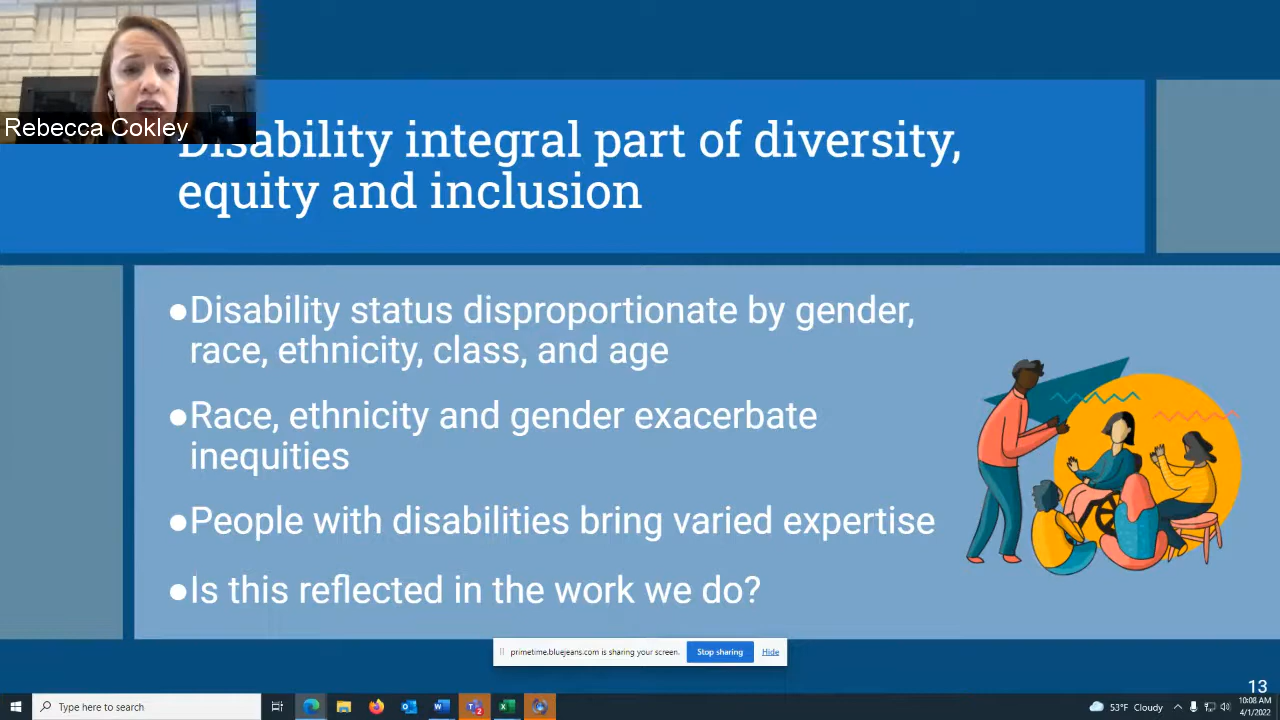 Rebecca Cokley
Disability integral part of diversity,
equity and inclusion
●Disability status disproportionate by gender,
race, ethnicity, class, and age
●Race, ethnicity and gender exacerbate
inequities
●People with disabilities bring varied expertise
●Is this reflected in the work we do?
primetime.bluejeans.com is sharing your screen.
Stop sharing
Hide
13
Type here to search
2
53°F Cloudy
10:08 AM
4/1/2022